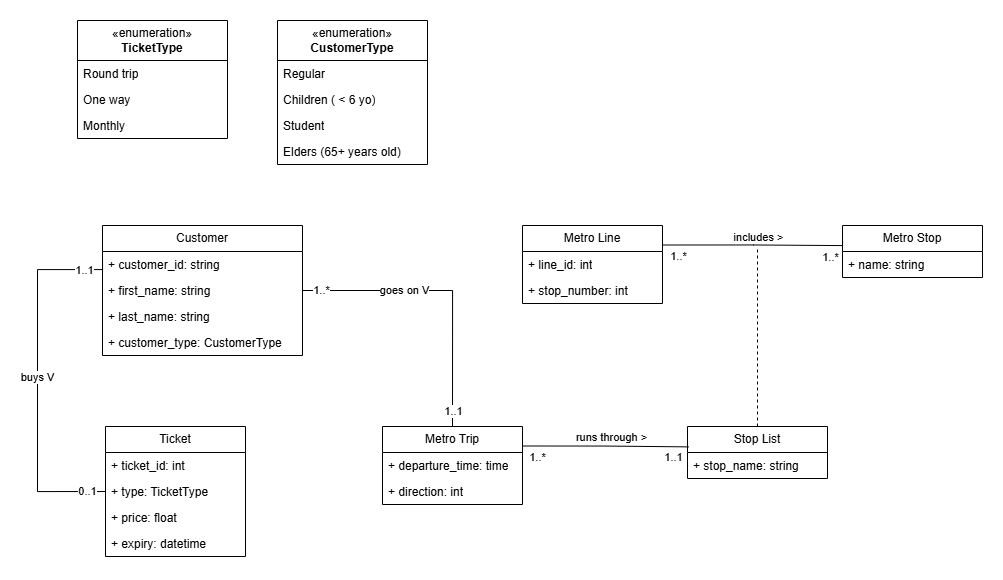 «enumeration»
TicketType
Round trip
One way
Monthly
«enumeration»
CustomerType
Regular
Children ( < 6 yo)
Student
Elders (65+ years old)
Customer
+ customer_id: string
+ first_name: string
+ last_name: string
+ customer_type: CustomerType
1..1
buys V
0..1
Ticket
+ ticket_id: int
+ type: TicketType
+ price: float
+ expiry: datetime
1..*
goes on V
1..1
Metro Trip
+ departure_time: time
+ direction: int
Metro Line
+ line_id: int
+ stop_number: int
includes >
1..*
1..*
Metro Stop
+ name: string
runs through >
1..*
1..1
Stop List
+ stop_name: string